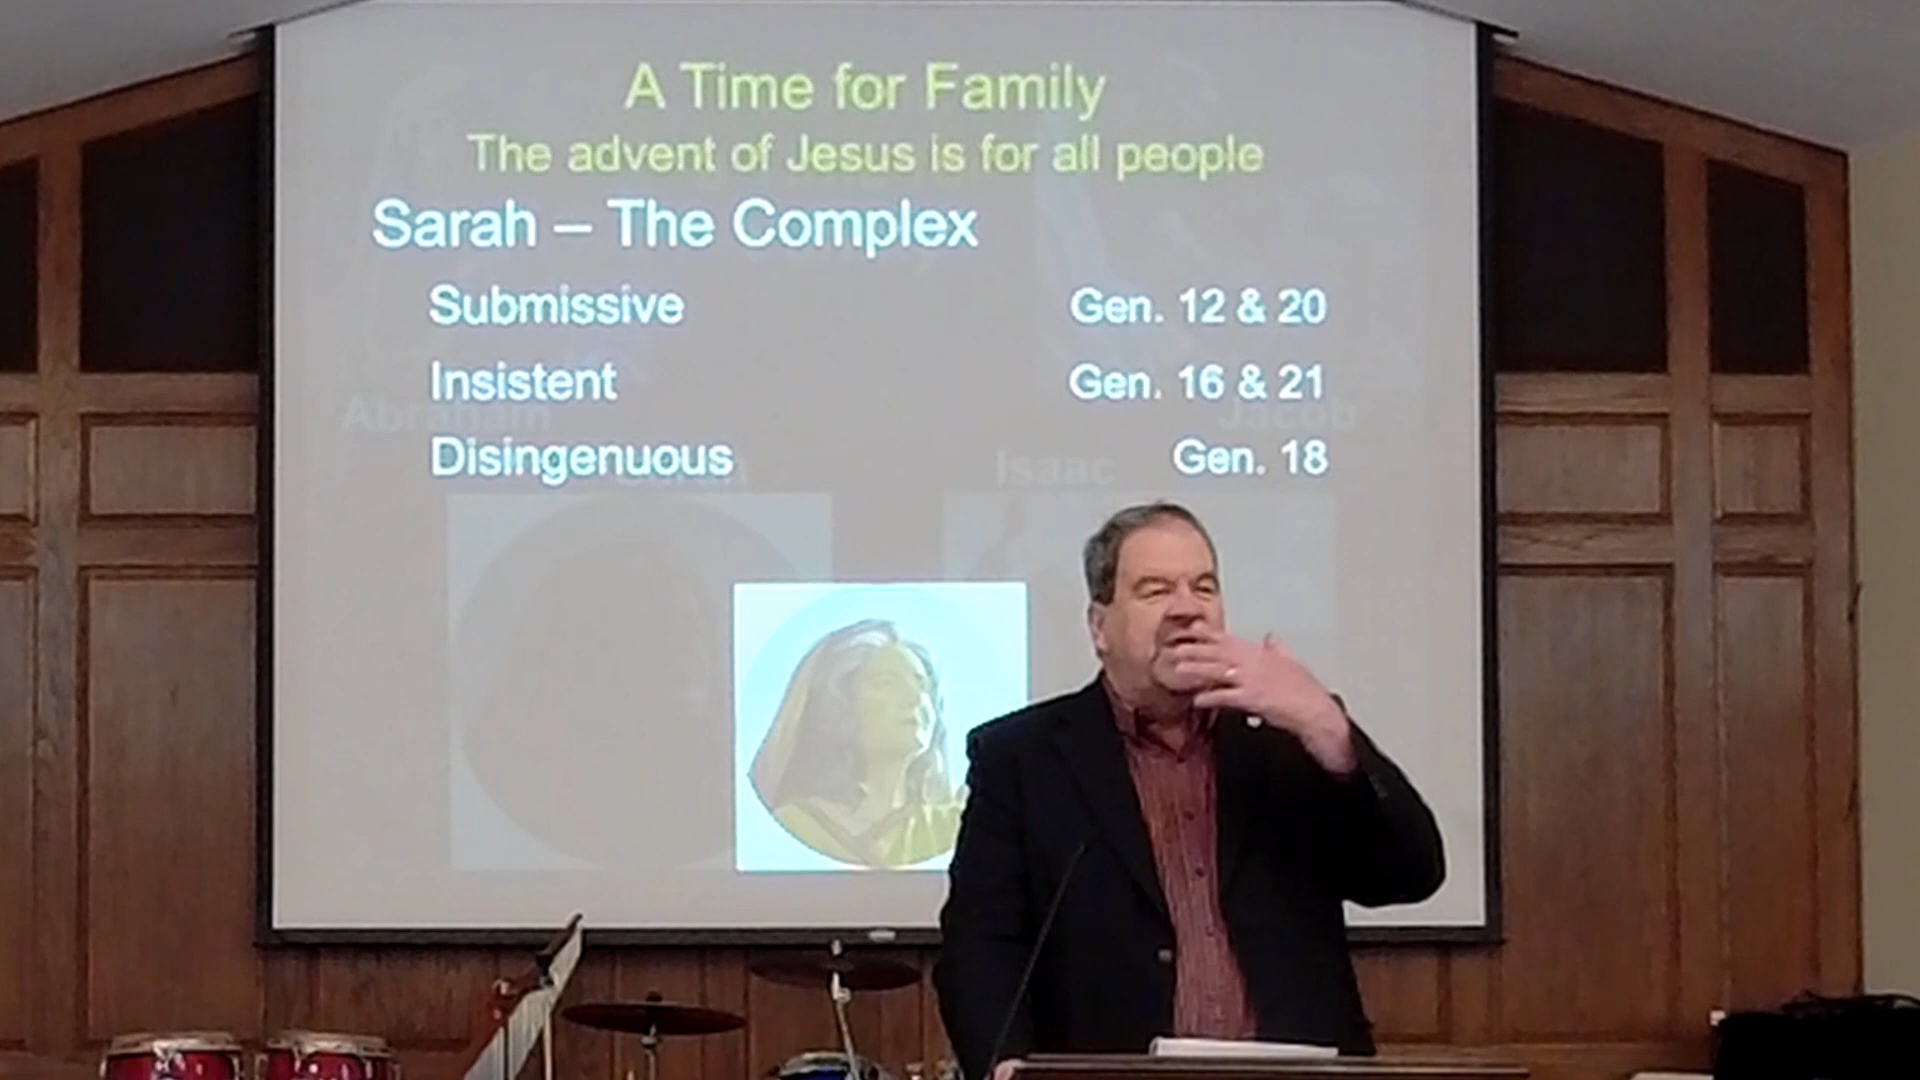 A Time for Family
The advent of Jesus is for all people
Sarah – The Complex
Submissive Gen. 12 & 20
Insistent Gen. 16 & 21
Abraham Jacob
Disingenuous Gen. 18
Isaac